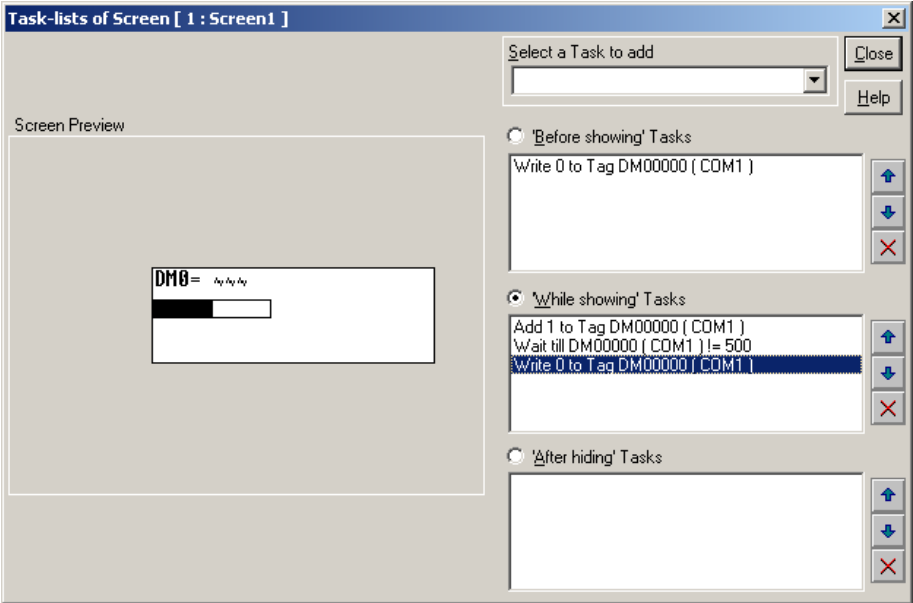 Task-lists of Screen [ 1 : Screen1 ]
Select a Task to add
Close
Help
Screen Preview
DM0=
'Before showing' Tasks
Write 0 to Tag DM00000 ( COM1 )
'While showing' Tasks
Add 1 to Tag DM00000 ( COM1 )
Wait till DM00000 ( COM1 ) != 500
Write 0 to Tag DM00000 ( COM1 )
'After hiding' Tasks